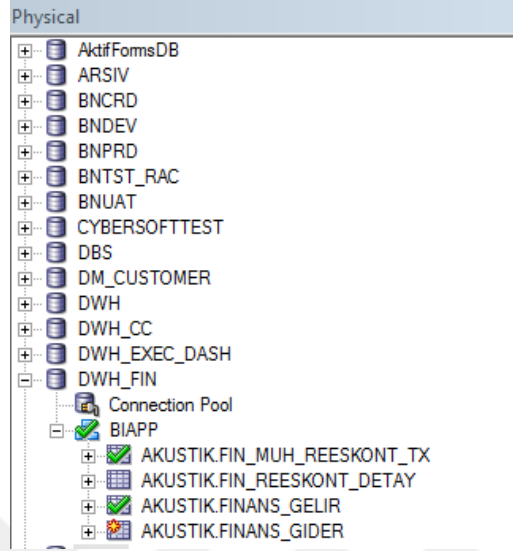 Physical
AktifFormsDB
ARSIV
BNCRD
BNDEV
BNPRD
BNTST_RAC
BNUAT
CYBERSOFTTEST
DBS
DM_CUSTOMER
DWH
DWH_CC
DWH_EXEC_DASH
DWH_FIN
Connection Pool
BIAPP
AKUSTIK.FIN_MUH_REESKONT_TX
AKUSTIK.FIN_REESKONT_DETAY
AKUSTIK.FINANS_GELIR
AKUSTIK.FINANS_GIDER